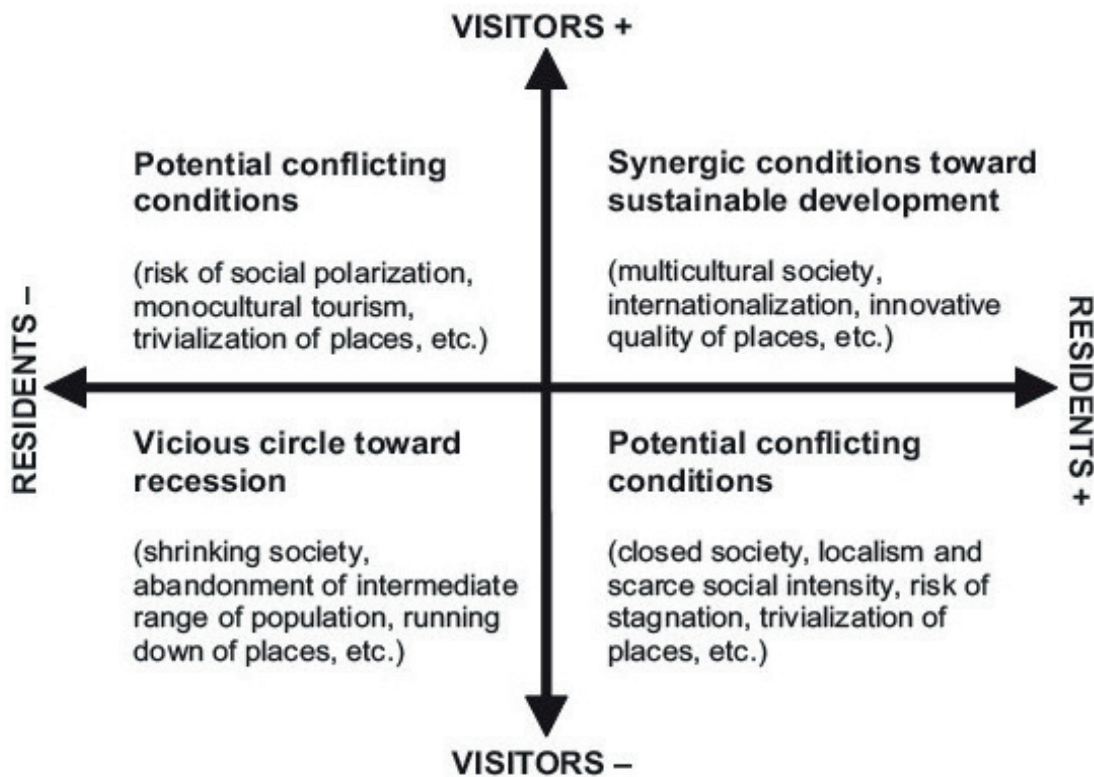 VISITORS +
Potential conflicting
conditions
(risk of social polarization,
monocultural tourism,
trivialization of places, etc.)
Synergic conditions toward
sustainable development
(multicultural society,
internationalization, innovative
quality of places, etc.)
RESIDENTS –
RESIDENTS +
Vicious circle toward
recession
(shrinking society,
abandonment of intermediate
range of population, running
down of places, etc.)
Potential conflicting
conditions
(closed society, localism and
scarce social intensity, risk of
stagnation, trivialization of
places, etc.)
VISITORS –